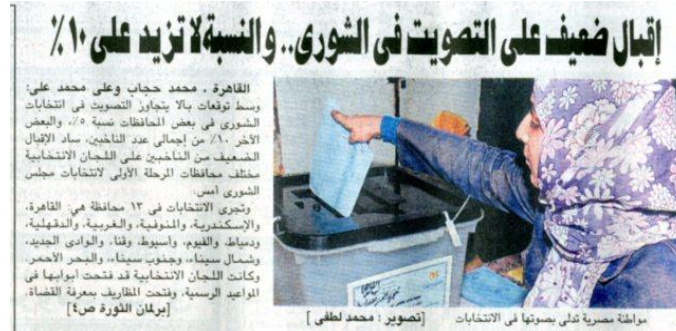 إقبال ضعيف على التصويت فى الشورى.. والنسبة لا تزيد على ١٠٪
القاهرة ـ محمد حجاب وعلى محمد على:
وسط توقعات بألا يتجاوز التصويت فى انتخابات
الشورى فى بعض المحافظات نسبة ٥٪، والبعض
الآخر ١٠٪ من إجمالى عدد الناخبين، ساد الإقبال
الضعيف من الناخبين على اللجان الانتخابية
مختلف محافظات المرحلة الأولى لانتخابات مجلس
الشورى أمس.
وتجرى الانتخابات فى ١٣ محافظة هى: القاهرة،
والإسكندرية، والمنوفية، والغربية، والدقهلية،
ودمياط، والفيوم، وأسيوط، وقنا، والوادى الجديد،
وشمال سيناء، وجنوب سيناء، والبحر الأحمر.
وكانت اللجان الانتخابية قد فتحت ابوابها فى
المواعيد الرسمية، وفتحت المظاريف بمعرفة القضاة.
[برلمان الثورة ص٤]
مواطنة مصرية تدلى بصوتها فى الانتخابات
[تصوير : محمد لطفى]